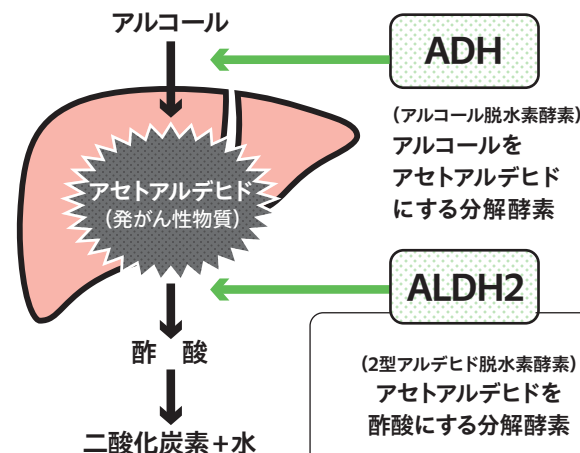 アルコール
ADH
(アルコール脱水素酵素)
アルコールを
アセトアルデヒド
にする分解酵素
アセトアルデヒド
(発がん性物質)
ALDH2
(2型アルデヒド脱水素酵素)
アセトアルデヒドを
酢酸にする分解酵素
酢　酸
二酸化炭素+水